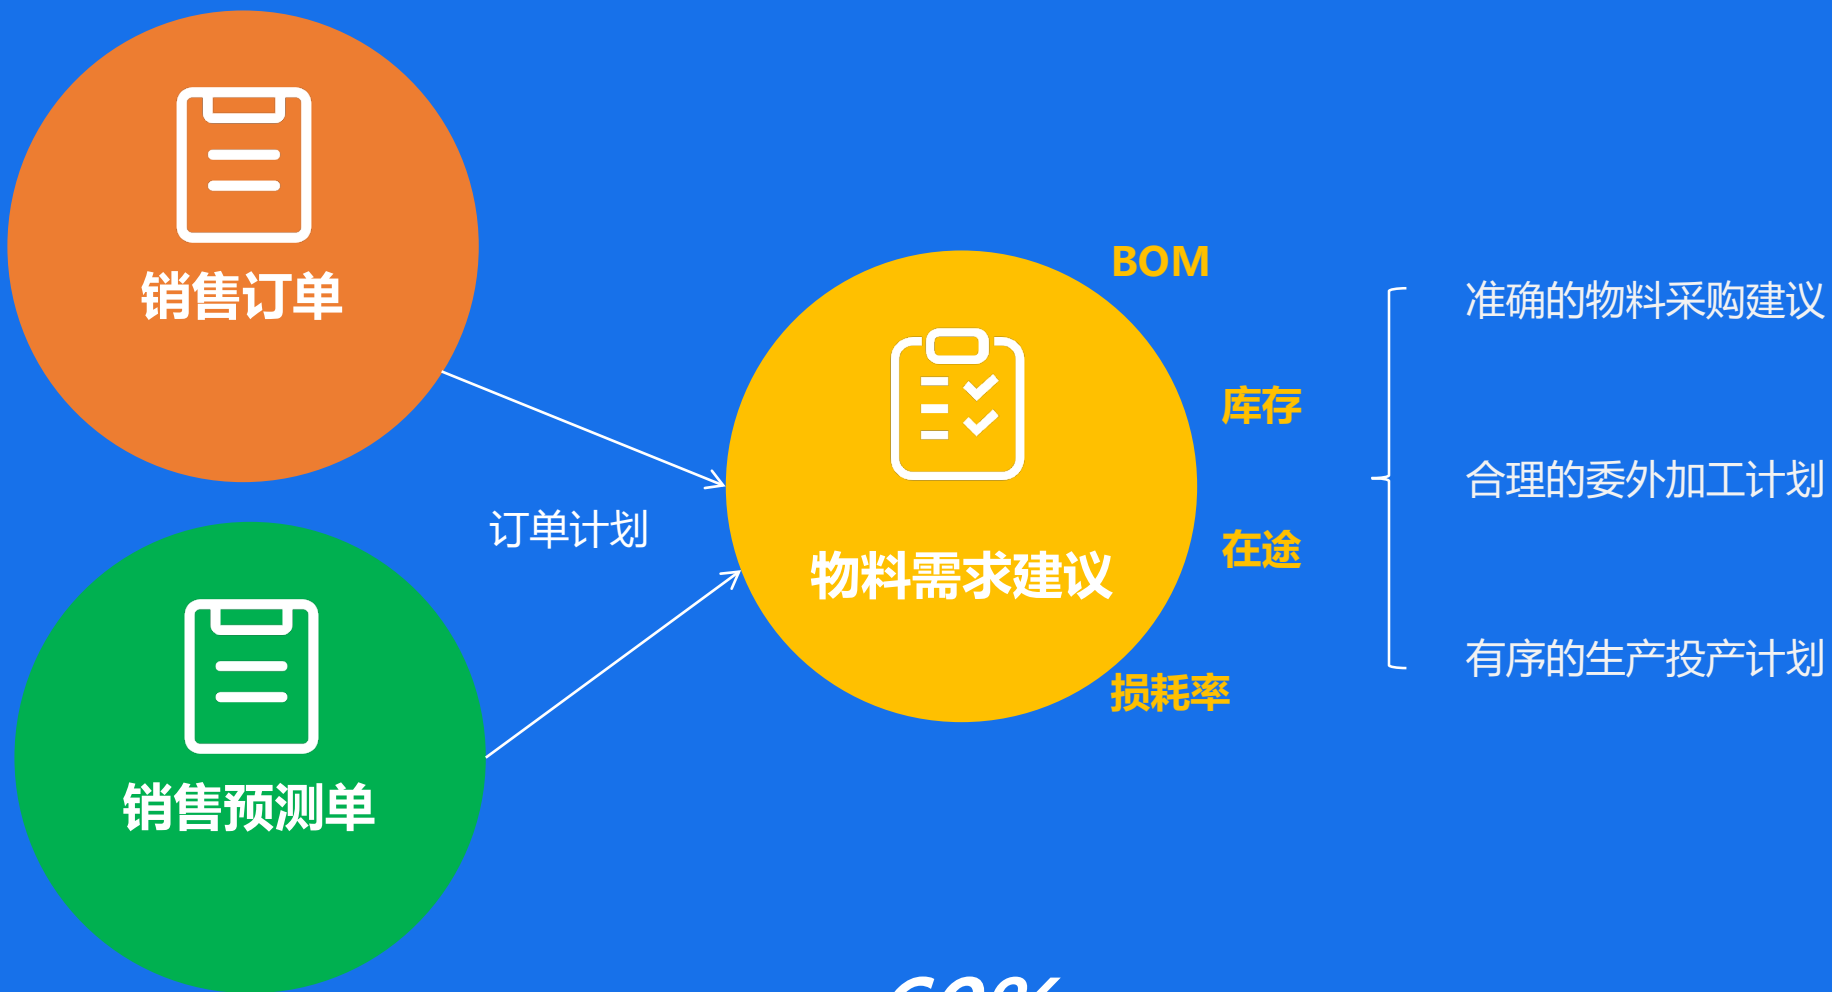 销售订单
订单计划
销售预测单
物料需求建议
BOM
库存
在途
损耗率
准确的物料采购建议
合理的委外加工计划
有序的生产投产计划